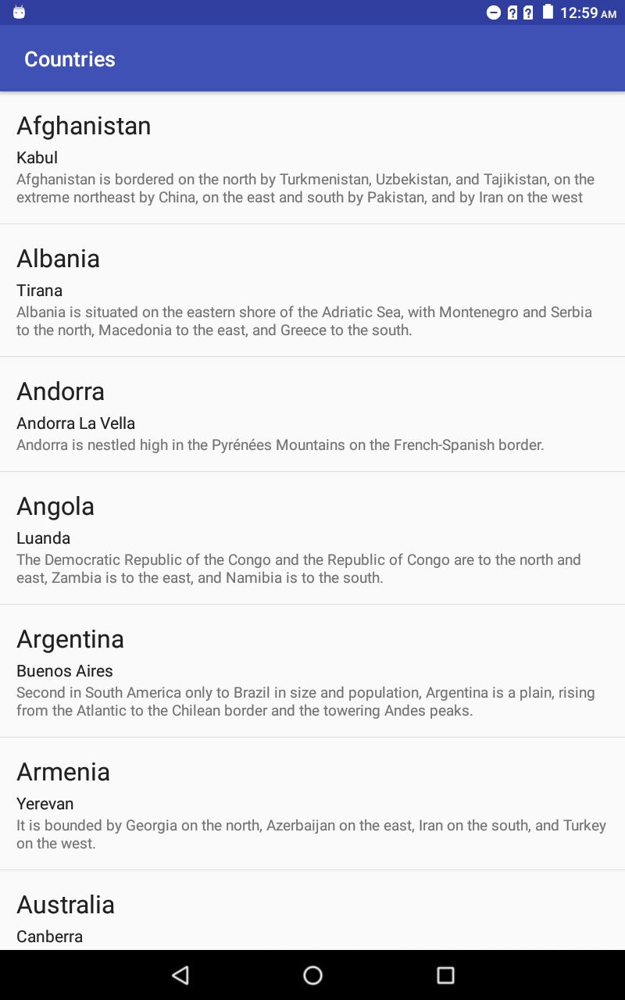 12:59 AM
Countries
Afghanistan
Kabul
Afghanistan is bordered on the north by Turkmenistan, Uzbekistan, and Tajikistan, on the
extreme northeast by China, on the east and south by Pakistan, and by Iran on the west
Albania
Tirana
Albania is situated on the eastern shore of the Adriatic Sea, with Montenegro and Serbia
to the north, Macedonia to the east, and Greece to the south.
Andorra
Andorra La Vella
Andorra is nestled high in the Pyrénées Mountains on the French-Spanish border.
Angola
Luanda
The Democratic Republic of the Congo and the Republic of Congo are to the north and
east, Zambia is to the east, and Namibia is to the south.
Argentina
Buenos Aires
Second in South America only to Brazil in size and population, Argentina is a plain, rising
from the Atlantic to the Chilean border and the towering Andes peaks.
Armenia
Yerevan
It is bounded by Georgia on the north, Azerbaijan on the east, Iran on the south, and Turkey
on the west.
Australia
Canberra